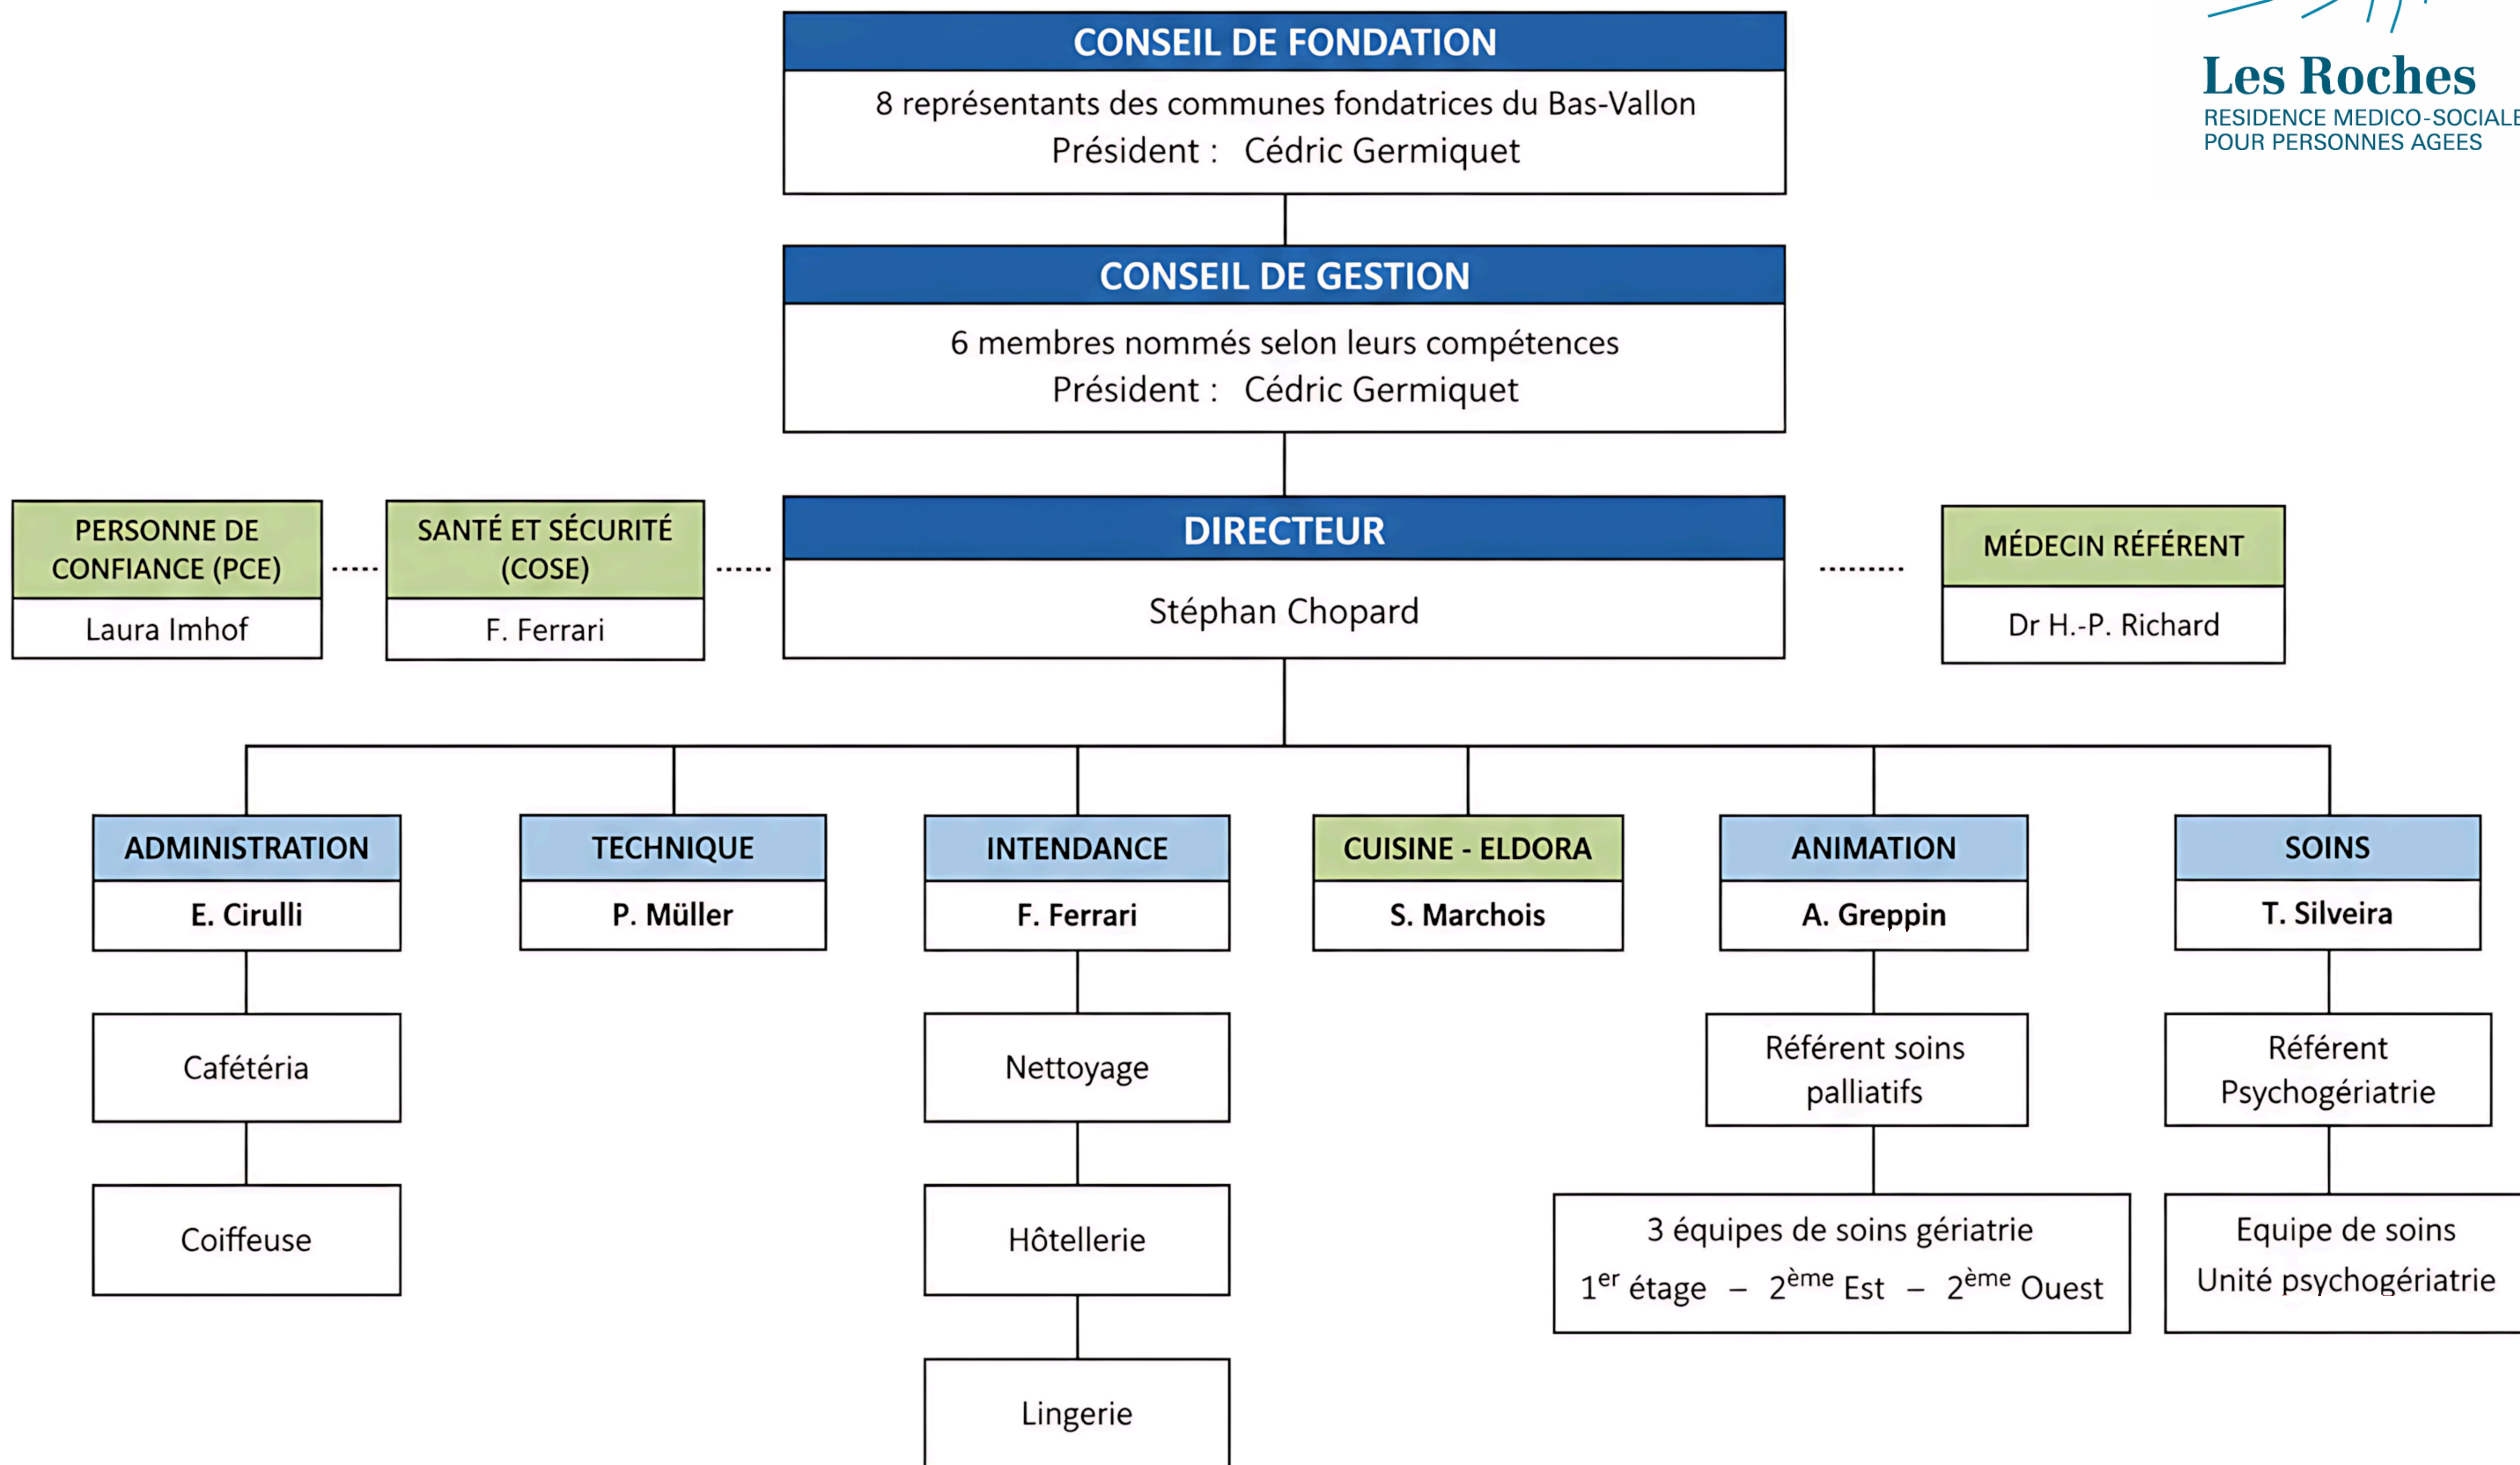 CONSEIL DE FONDATION
8 représentants des communes fondatrices du Bas-Vallon
Président : Cédric Germiquet
Les Roches
RESIDENCE MEDICO-SOCIALE
POUR PERSONNES AGEES
CONSEIL DE GESTION
6 membres nommés selon leurs compétences
Président : Cédric Germiquet
PERSONNE DE
CONFIANCE (PCE)
Laura Imhof
SANTÉ ET SÉCURITÉ
(COSE)
F. Ferrari
DIRECTEUR
Stéphan Chopard
MÉDECIN RÉFÉRENT
Dr H.-P. Richard
ADMINISTRATION
E. Cirulli
Cafétéria
Coiffeuse
TECHNIQUE
P. Müller
INTENDANCE
F. Ferrari
Nettoyage
Hôtellerie
Lingerie
CUISINE - ELDORA
S. Marchois
ANIMATION
A. Greppin
Référent soins
palliatifs
3 équipes de soins gériatrie
1er étage – 2ème Est – 2ème Ouest
SOINS
T. Silveira
Référent
Psychogériatrie
Equipe de soins
Unité psychogériatrie